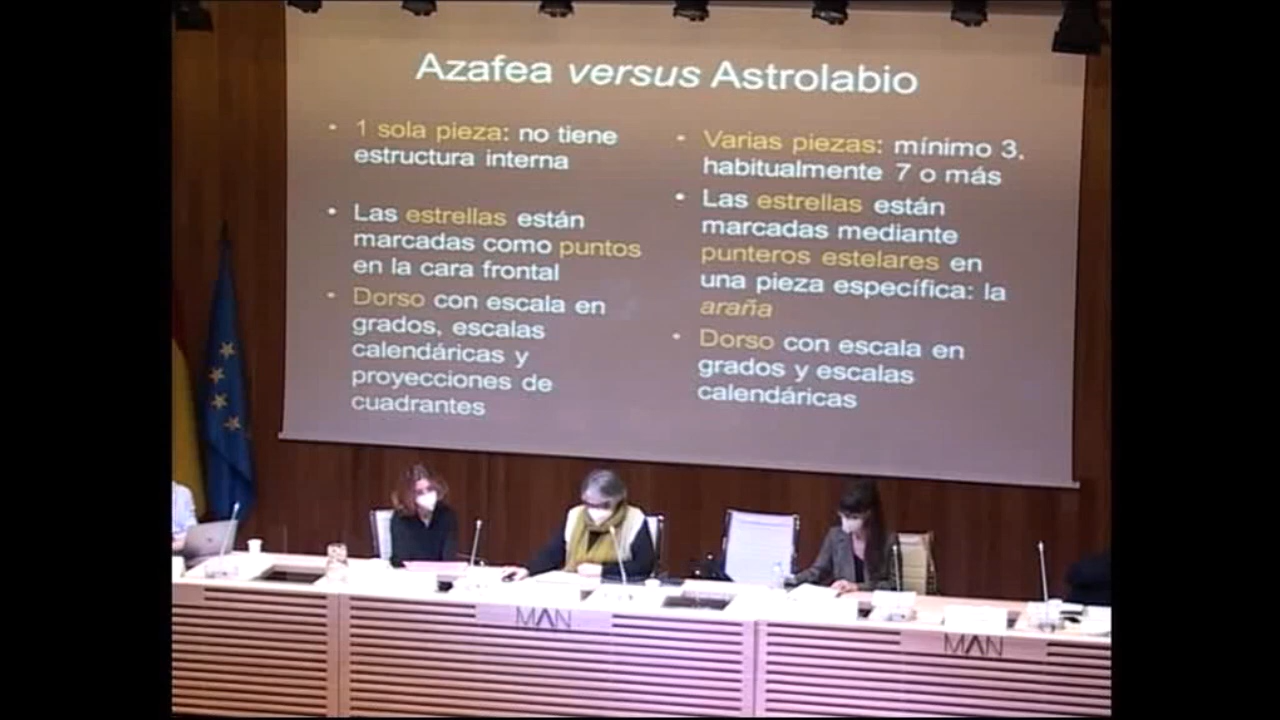 Azafea versus Astrolabio
• 1 sola pieza: no tiene
estructura interna
• Las estrellas están
marcadas como puntos
en la cara frontal
• Dorso con escala en
grados, escalas
calendáricas y
proyecciones de
cuadrantes
• Varias piezas: mínimo 3,
habitualmente 7 o más
• Las estrellas están
marcadas mediante
punteros estelares en
una pieza específica: la
araña
• Dorso con escala en
grados y escalas
calendáricas
MAN
MAN